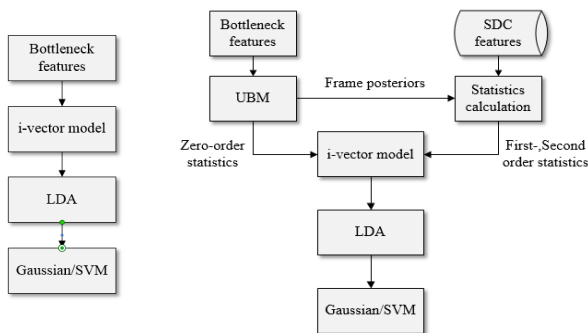 Bottleneck
features
i-vector model
LDA
Gaussian/SVM
Bottleneck
features
SDC
features
UBM
Frame posteriors
Statistics
calculation
Zero-order
statistics
i-vector model
First-,Second
order statistics
LDA
Gaussian/SVM